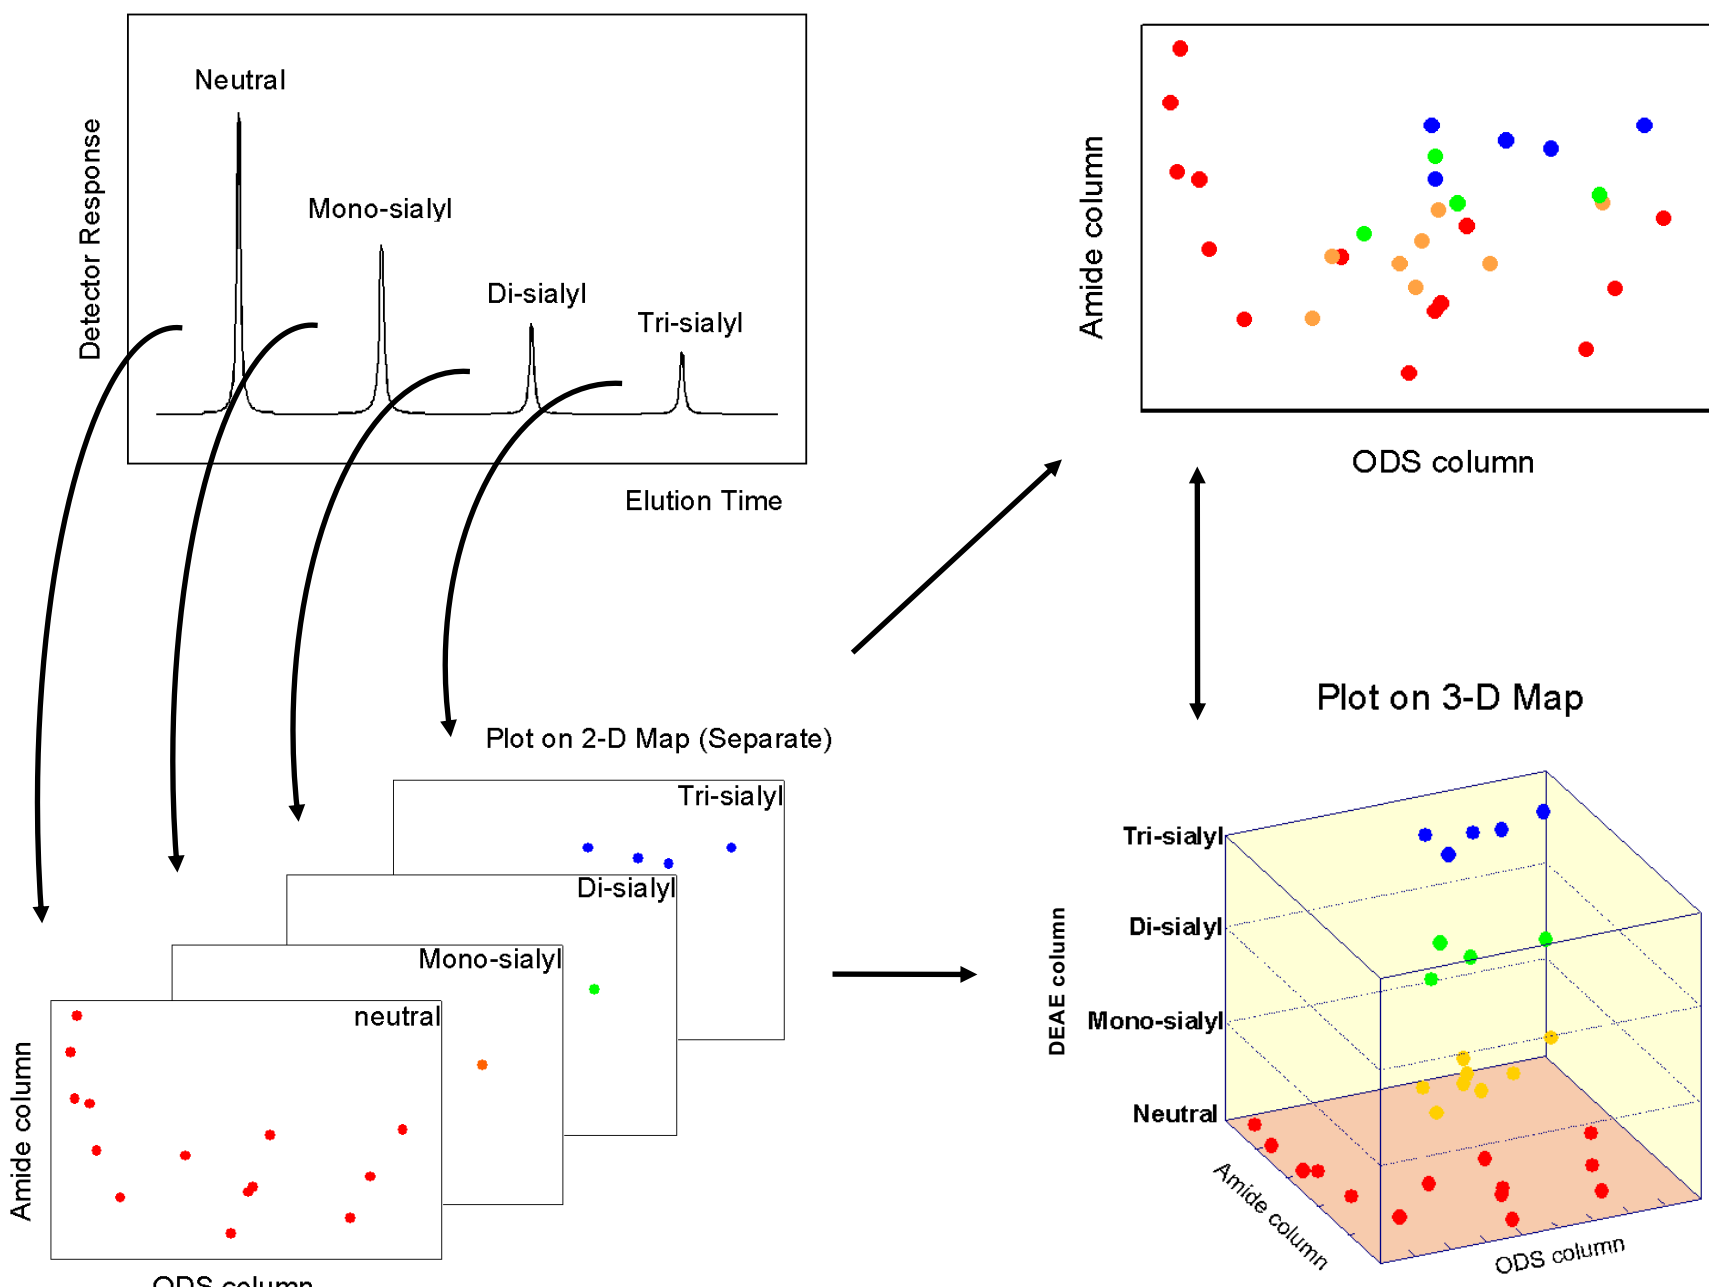 Neutral
Mono-sialyl
Di-sialyl
Tri-sialyl
Detector Response
Elution Time
Amide column
ODS column
Plot on 2-D Map (Separate)
Tri-sialyl
Di-sialyl
Mono-sialyl
neutral
Amide column
ODS column
Plot on 3-D Map
Tri-sialyl
Di-sialyl
Mono-sialyl
Neutral
DEAE column
Amide column
ODS column